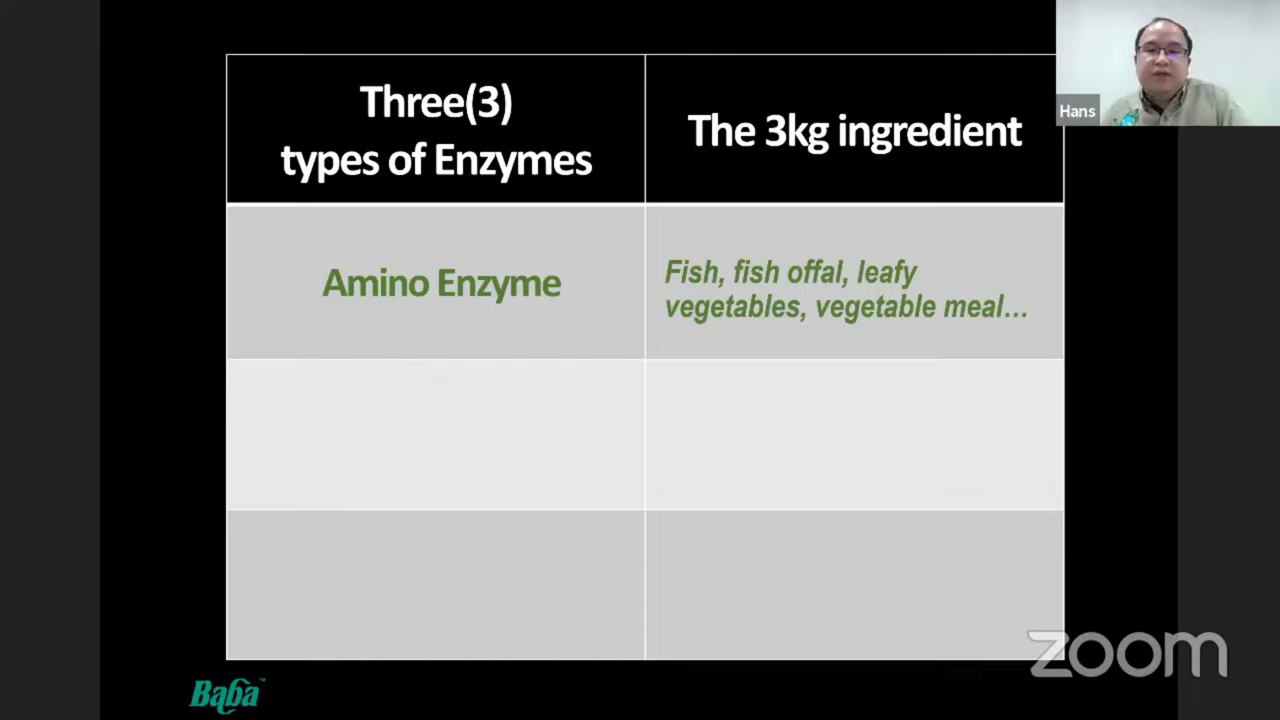 Three(3)
types of Enzymes
The 3kg ingredient
Hans
Amino Enzyme
Fish, fish offal, leafy
vegetables, vegetable meal...
zoom
Baba™